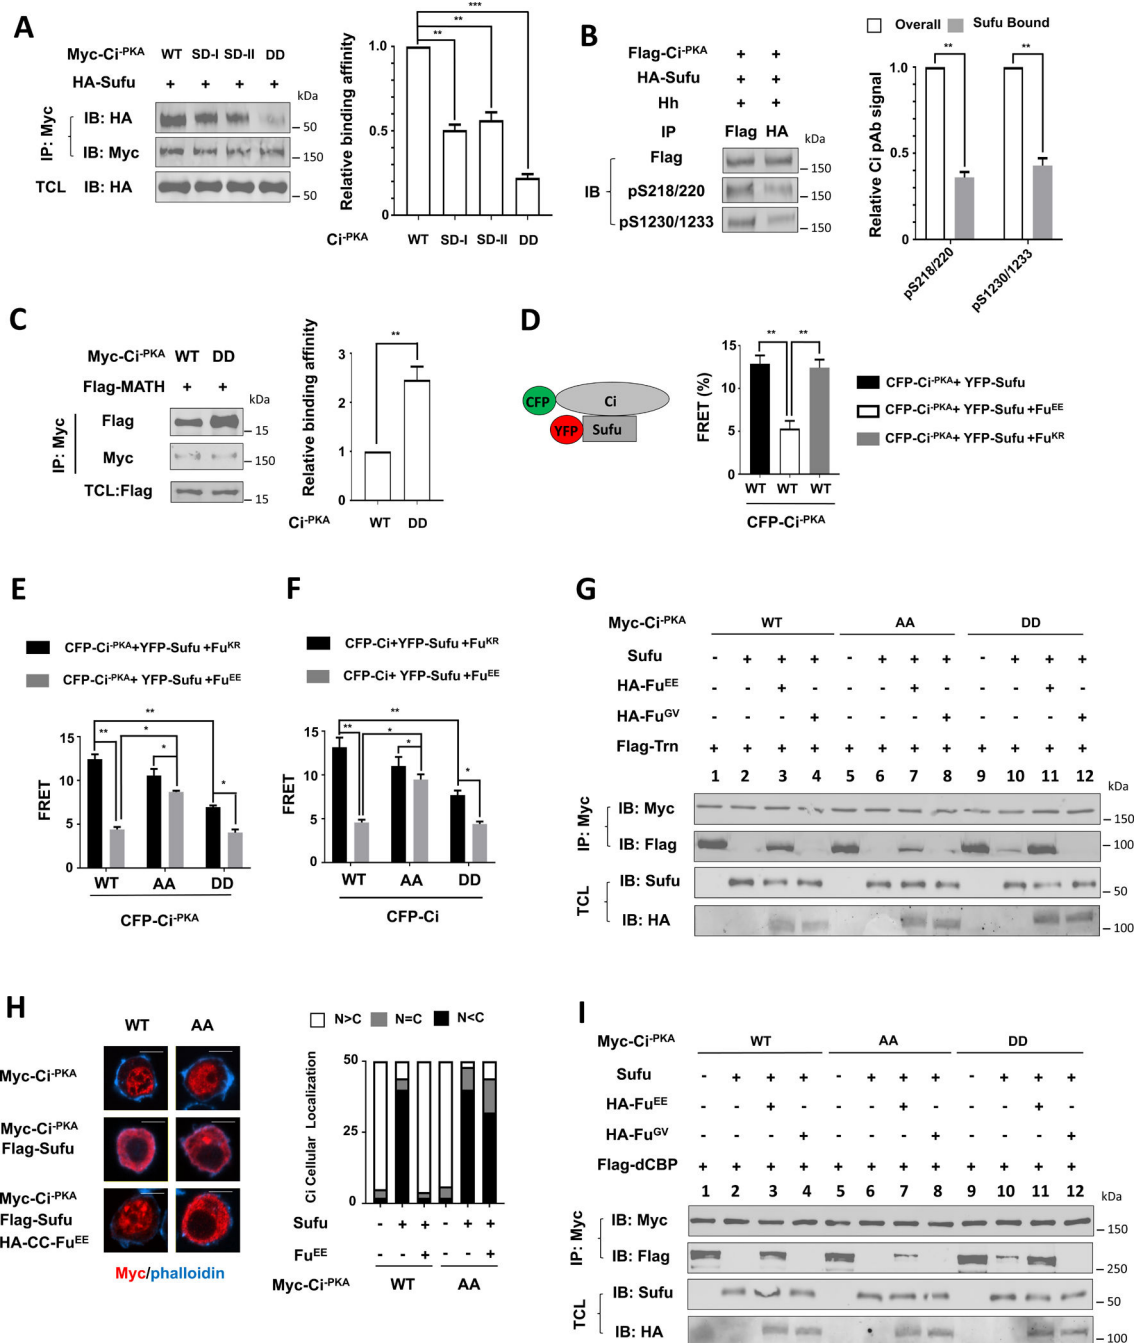 A
Myc-Ci-PKA WT SD-I SD-II DD
HA-Sufu + + + +
kDa
IP: Myc
IB: HA
50
IB: Myc
150
TCL IB: HA
50
Relative binding affinity
1.0
0.5
0
** ** ***
Ci-PKA WT SD-I SD-II DD
B
Flag-Ci-PKA + +
HA-Sufu + +
Hh + +
IP Flag HA kDa
IB
Flag 150
pS218/220 150
pS1230/1233 150
Overall Sufu Bound
Relative Ci pAb signal
1.0
0.5
0
** **
pS218/220
pS1230/1233
C
Myc-Ci-PKA WT DD
Flag-MATH + +
kDa
IP: Myc
Flag 15
Myc 150
TCL:Flag 15
Relative binding affinity
3
2
1
0
**
Ci-PKA WT DD
D
CFP Ci
YFP Sufu
FRET (%)
15
10
5
0
** **
WT WT WT
CFP-Ci-PKA
CFP-Ci-PKA+ YFP-Sufu
CFP-Ci-PKA+ YFP-Sufu +FuEE
CFP-Ci-PKA+ YFP-Sufu +FuKR
E
CFP-Ci-PKA+YFP-Sufu +FuKR
CFP-Ci-PKA+ YFP-Sufu +FuEE
FRET
15
10
5
0
** ** * * *
WT AA DD
CFP-Ci-PKA
F
CFP-Ci+YFP-Sufu +FuKR
CFP-Ci+ YFP-Sufu +FuEE
FRET
15
10
5
0
** ** * * *
WT AA DD
CFP-Ci
G
Myc-Ci-PKA WT AA DD
Sufu - + + + - + + + - + + +
HA-FuEE - - + - - - + - - - + -
HA-FuGV - - - + - - - + - - - +
Flag-Trn + + + + + + + + + + + +
1 2 3 4 5 6 7 8 9 10 11 12
kDa
IP: Myc
IB: Myc 150
IB: Flag 100
TCL
IB: Sufu 50
IB: HA 100
H
WT AA
Myc-Ci-PKA
Myc-Ci-PKA
Flag-Sufu
Myc-Ci-PKA
Flag-Sufu
HA-CC-FuEE
Myc/phalloidin
N>C N=C N<C
Ci Cellular Localization
50
25
0
Sufu - + + - + +
FuEE - - + - - +
Myc-Ci-PKA WT AA
I
Myc-Ci-PKA WT AA DD
Sufu - + + + - + + + - + + +
HA-FuEE - - + - - - + - - - + -
HA-FuGV - - - + - - - + - - - +
Flag-dCBP + + + + + + + + + + + +
1 2 3 4 5 6 7 8 9 10 11 12
kDa
IP: Myc
IB: Myc 150
IB: Flag 250
TCL
IB: Sufu 50
IB: HA 100